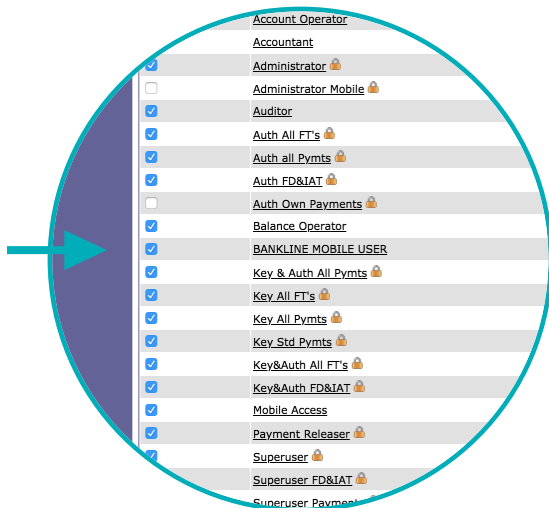 Account Operator
Accountant
Administrator
Administrator Mobile
Auditor
Auth All FT's
Auth all Pymts
Auth FD&IAT
Auth Own Payments
Balance Operator
BANKLINE MOBILE USER
Key & Auth All Pymts
Key All FT's
Key All Pymts
Key Std Pymts
Key&Auth All FT's
Key&Auth FD&IAT
Mobile Access
Payment Releaser
Superuser
Superuser FD&IAT
Superuser